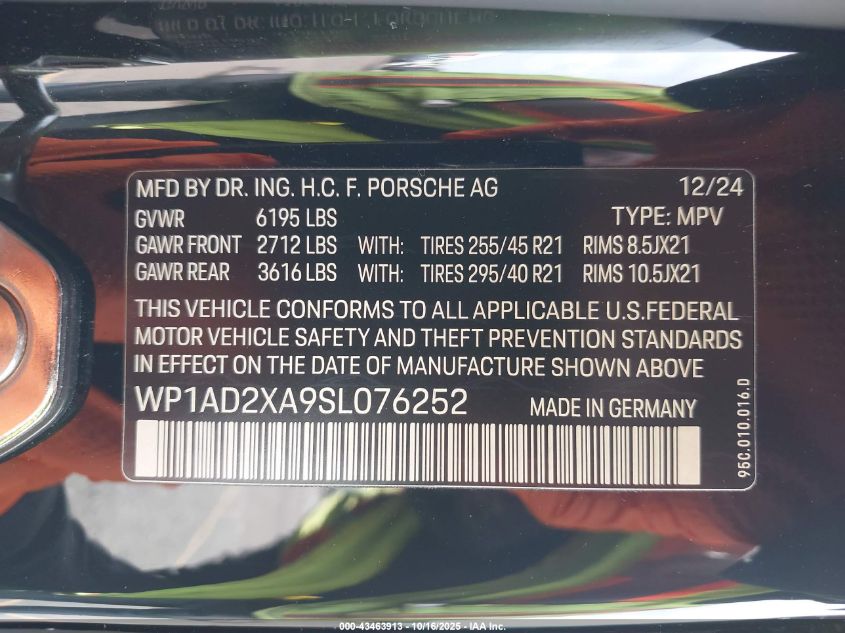 MFD BY DR. ING. H.C. F. PORSCHE AG 12/24
GVWR 6195 LBS TYPE: MPV
GAWR FRONT 2712 LBS WITH: TIRES 255/45 R21 RIMS 8.5JX21
GAWR REAR 3616 LBS WITH: TIRES 295/40 R21 RIMS 10.5JX21
THIS VEHICLE CONFORMS TO ALL APPLICABLE U.S.FEDERAL
MOTOR VEHICLE SAFETY AND THEFT PREVENTION STANDARDS
IN EFFECT ON THE DATE OF MANUFACTURE SHOWN ABOVE
WP1AD2XA9SL076252 MADE IN GERMANY
95C.010.016.D
000-43463913 - 10/16/2025 - IAA Inc.